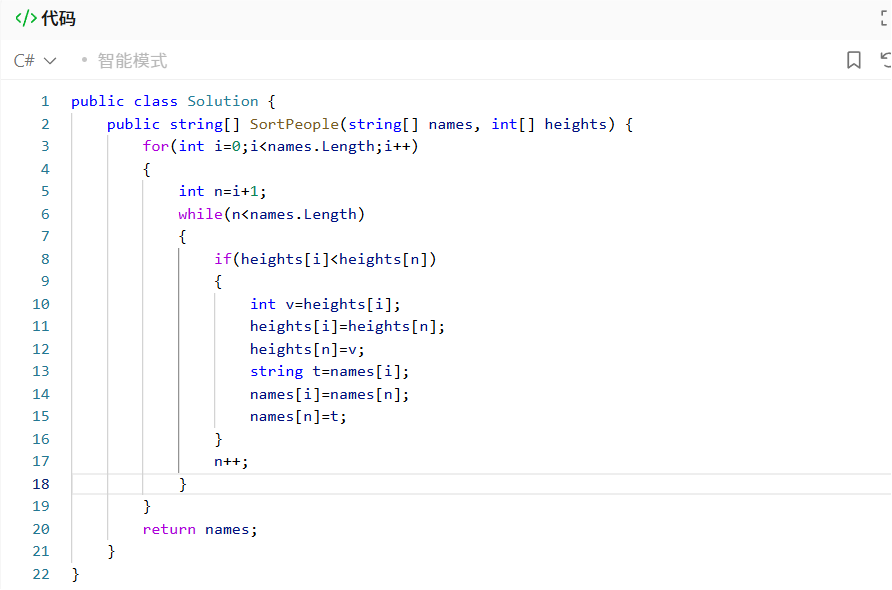 </> 代码
C# 智能模式
1 public class Solution {
2 public string[] SortPeople(string[] names, int[] heights) {
3 for(int i=0;i<names.Length;i++)
4 {
5 int n=i+1;
6 while(n<names.Length)
7 {
8 if(heights[i]<heights[n])
9 {
10 int v=heights[i];
11 heights[i]=heights[n];
12 heights[n]=v;
13 string t=names[i];
14 names[i]=names[n];
15 names[n]=t;
16 }
17 n++;
18 }
19 }
20 return names;
21 }
22 }